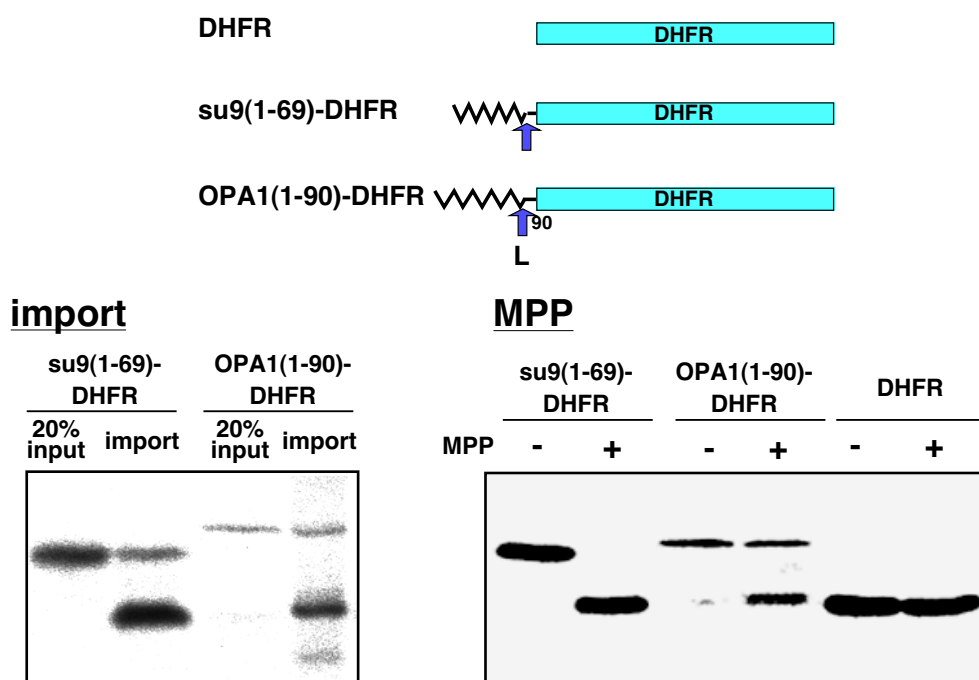 DHFR
DHFR
su9(1-69)-DHFR
DHFR
OPA1(1-90)-DHFR
DHFR
90
L
import
su9(1-69)-
DHFR
OPA1(1-90)-
DHFR
20%
input
import
20%
input
import
MPP
su9(1-69)-
DHFR
OPA1(1-90)-
DHFR
DHFR
MPP - + - + - +